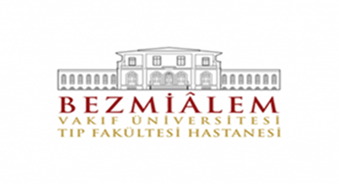 BEZMİÂLEM
VAKIF ÜNİVERSİTESİ
TIP FAKÜLTESİ HASTANESİ